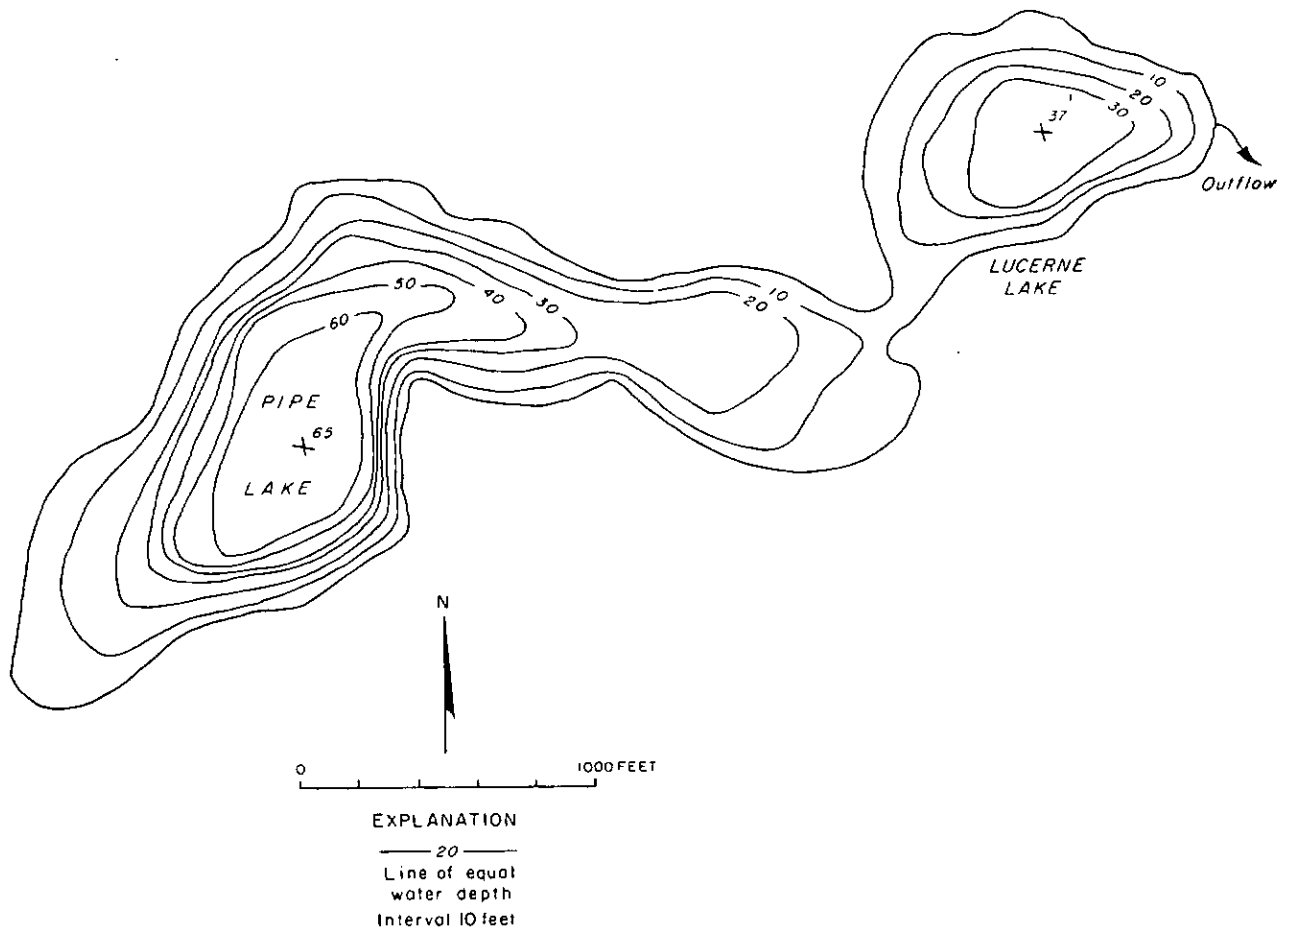 10
20
30
37
Outflow
LUCERNE
LAKE
50
40
30
10
20
60
PIPE
65
LAKE
N
0 1000 FEET
EXPLANATION
20
Line of equal
water depth
Interval 10 feet